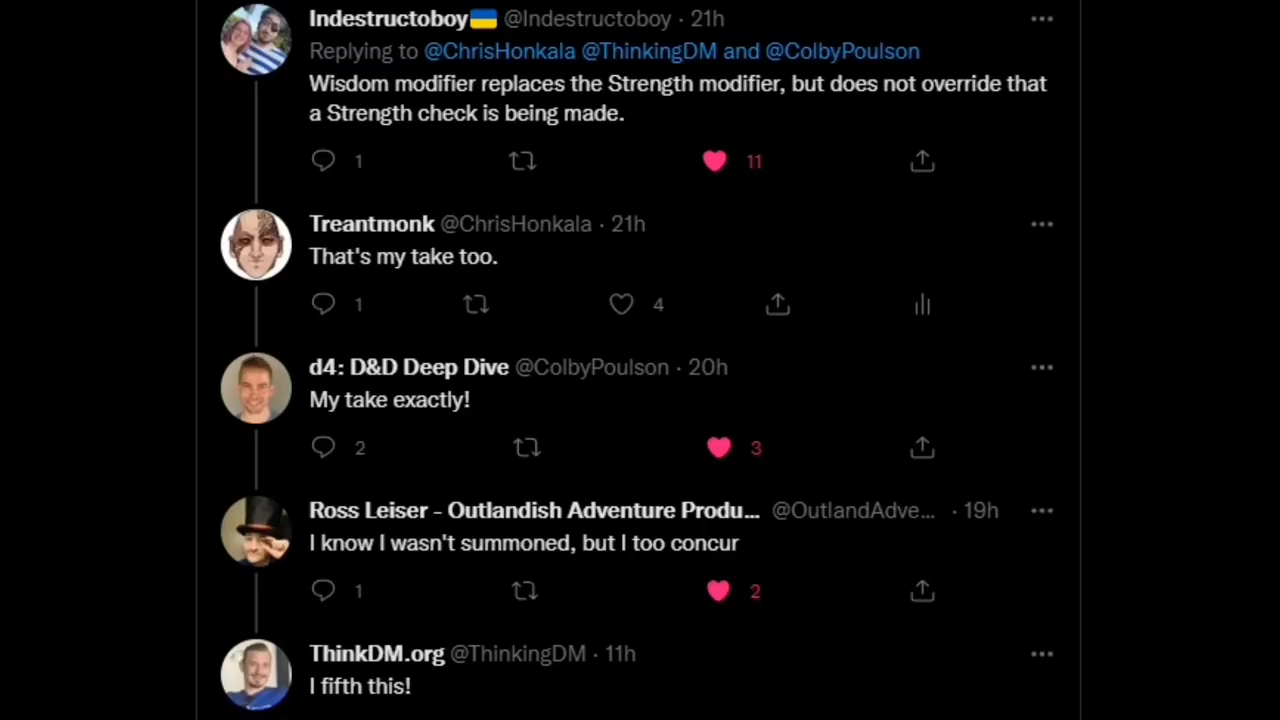 Indestructoboy🇺🇦 @Indestructoboy · 21h
Replying to @ChrisHonkala @ThinkingDM and @ColbyPoulson
Wisdom modifier replaces the Strength modifier, but does not override that
a Strength check is being made.
1 11
Treantmonk @ChrisHonkala · 21h
That's my take too.
1 4
d4: D&D Deep Dive @ColbyPoulson · 20h
My take exactly!
2 3
Ross Leiser - Outlandish Adventure Produ... @OutlandAdve... · 19h
I know I wasn't summoned, but I too concur
1 2
ThinkDM.org @ThinkingDM · 11h
I fifth this!